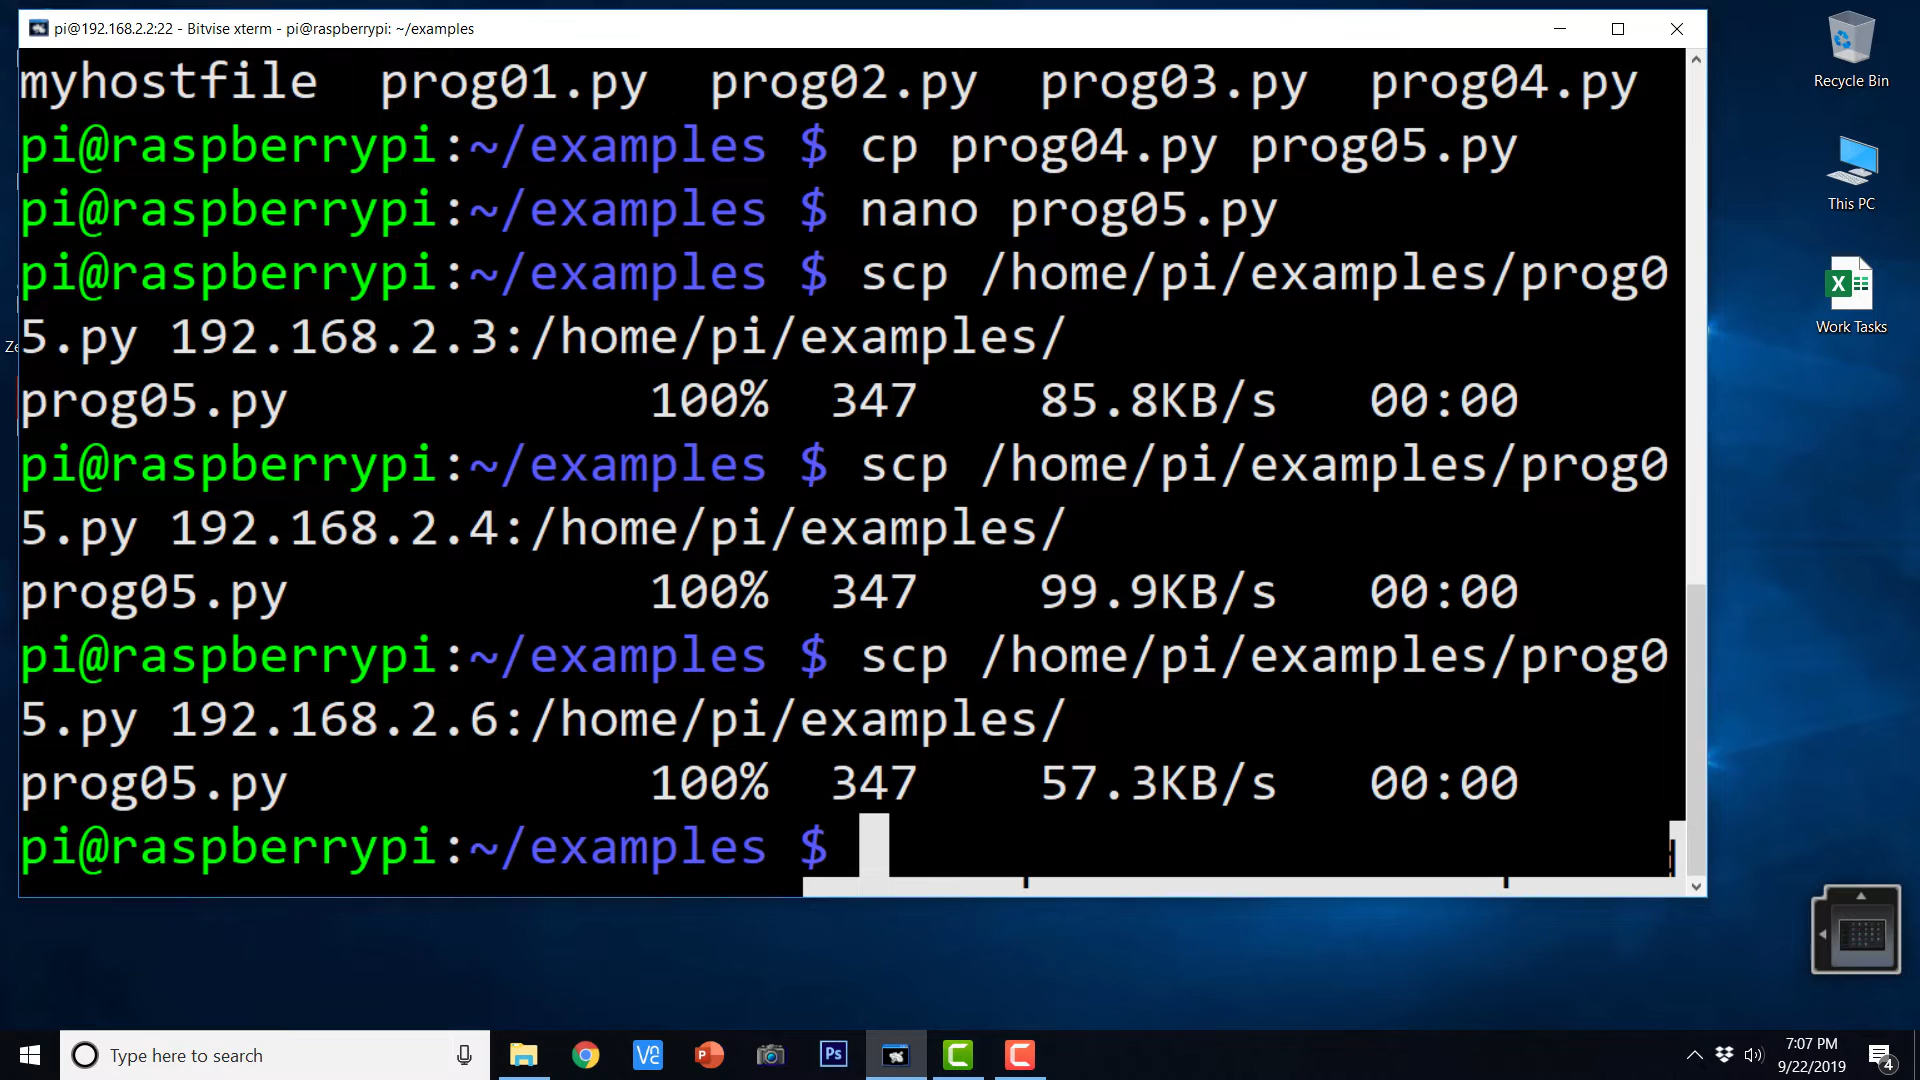 pi@192.168.2.2:22 - Bitvise xterm - pi@raspberrypi: ~/examples
myhostfile prog01.py prog02.py prog03.py prog04.py
pi@raspberrypi:~/examples $ cp prog04.py prog05.py
pi@raspberrypi:~/examples $ nano prog05.py
pi@raspberrypi:~/examples $ scp /home/pi/examples/prog0
5.py 192.168.2.3:/home/pi/examples/
prog05.py 100% 347 85.8KB/s 00:00
pi@raspberrypi:~/examples $ scp /home/pi/examples/prog0
5.py 192.168.2.4:/home/pi/examples/
prog05.py 100% 347 99.9KB/s 00:00
pi@raspberrypi:~/examples $ scp /home/pi/examples/prog0
5.py 192.168.2.6:/home/pi/examples/
prog05.py 100% 347 57.3KB/s 00:00
pi@raspberrypi:~/examples $
Recycle Bin
This PC
X
Work Tasks
Type here to search
V2
P
Ps
C
C
7:07 PM
9/22/2019
4